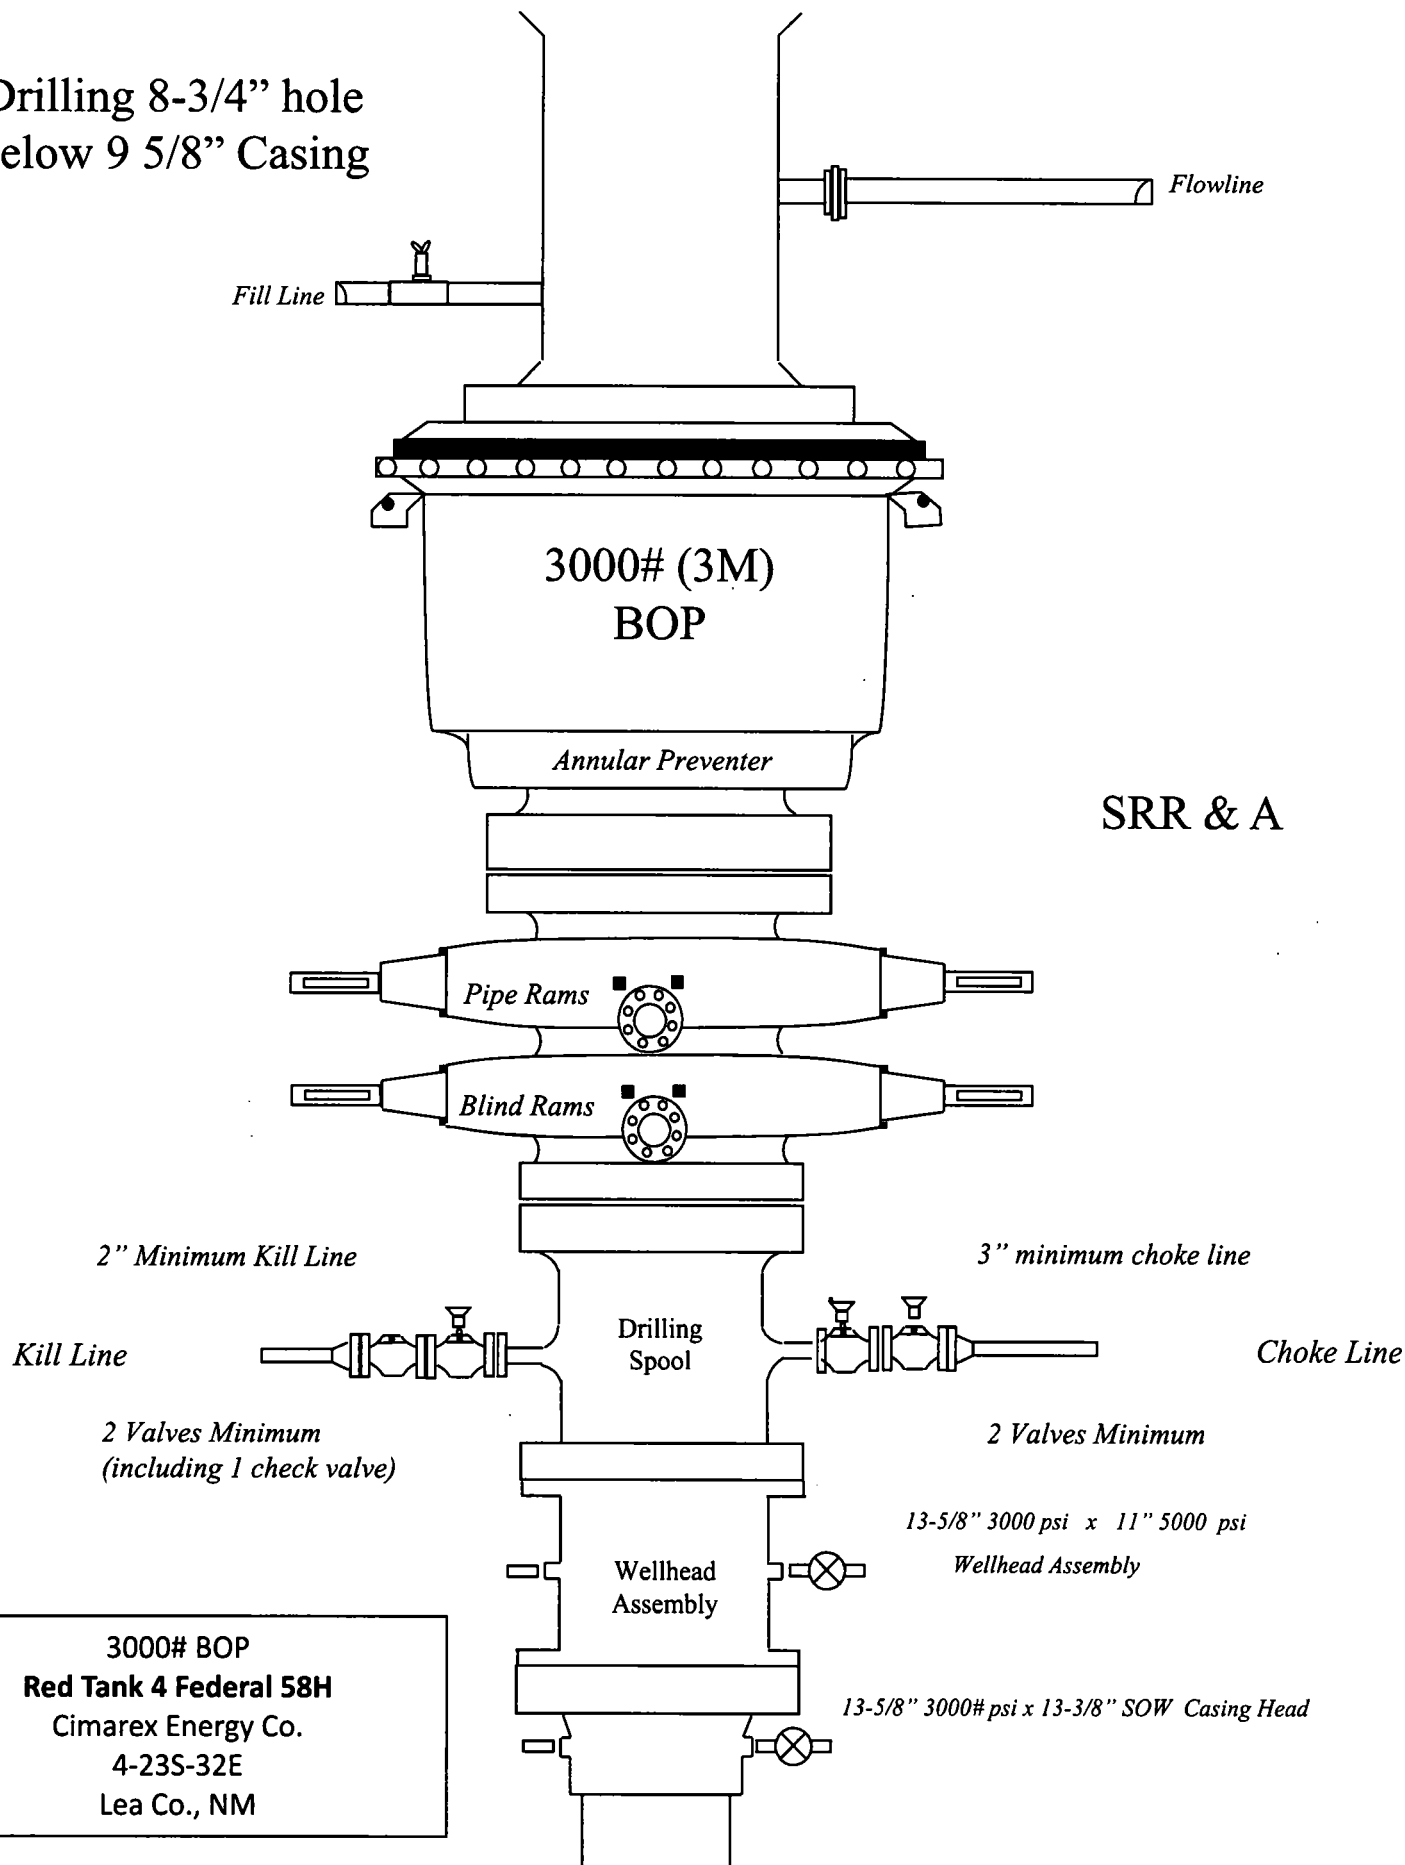 Drilling 8-3/4” hole
elow 9 5/8” Casing
Flowline
Fill Line
3000# (3M)
BOP
Annular Preventer
SRR & A
Pipe Rams
Blind Rams
2” Minimum Kill Line
3” minimum choke line
Drilling
Spool
Kill Line
Choke Line
2 Valves Minimum
(including 1 check valve)
2 Valves Minimum
13-5/8” 3000 psi x 11” 5000 psi
Wellhead Assembly
Wellhead
Assembly
3000# BOP
Red Tank 4 Federal 58H
Cimarex Energy Co.
4-23S-32E
Lea Co., NM
13-5/8” 3000# psi x 13-3/8” SOW Casing Head